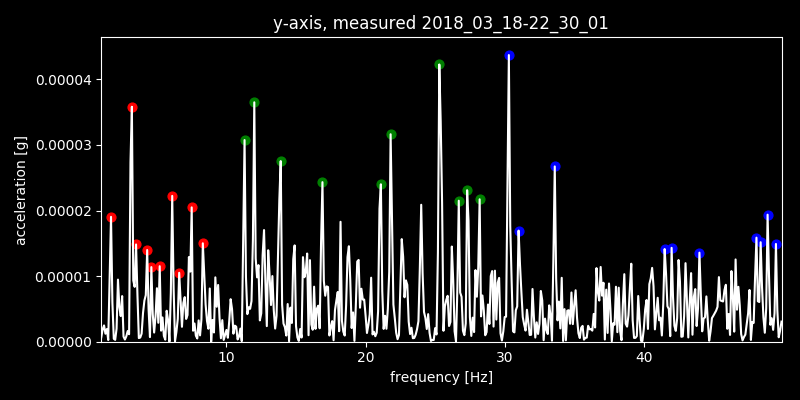 y-axis, measured 2018_03_18-22_30_01
0.00004
0.00003
0.00002
0.00001
0.00000
acceleration [g]
10 20 30 40
frequency [Hz]